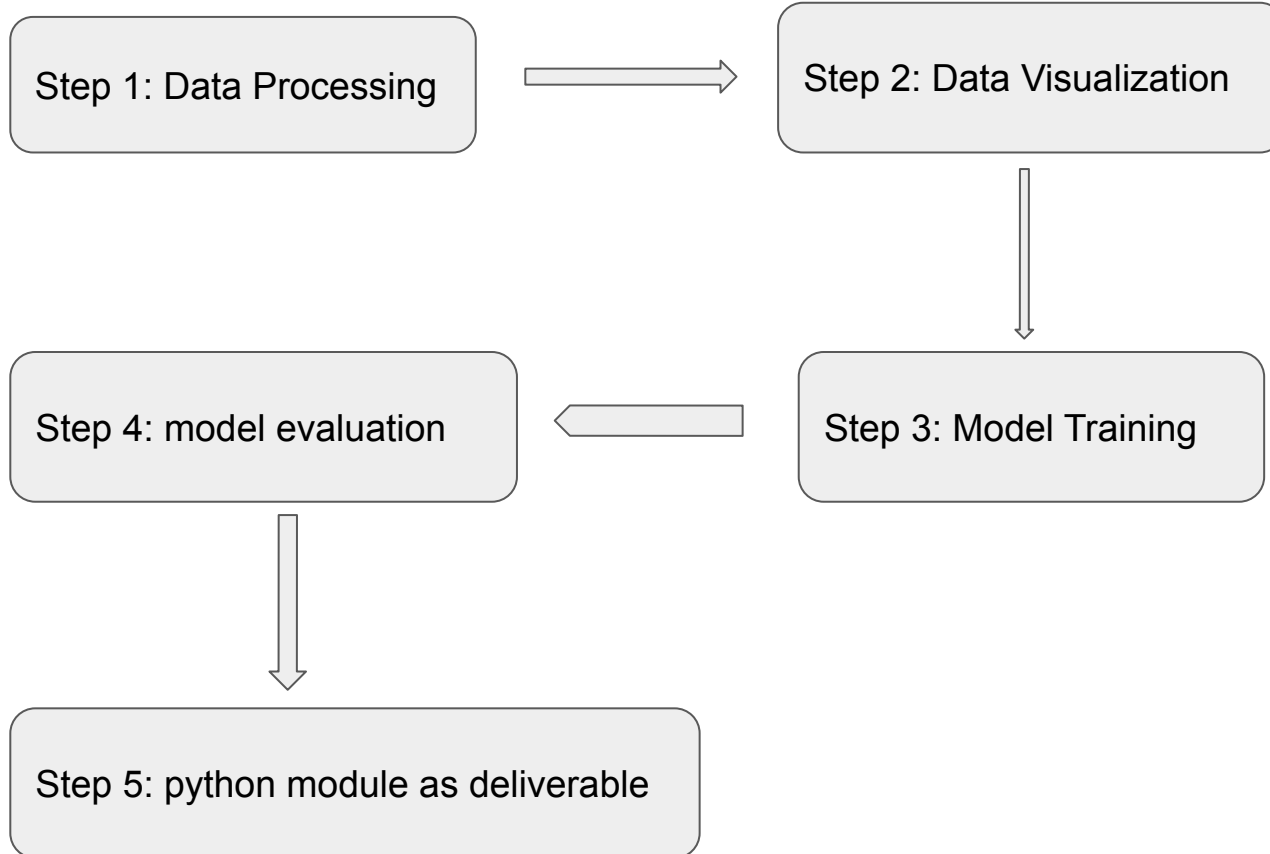 Step 1: Data Processing
Step 2: Data Visualization
Step 3: Model Training
Step 4: model evaluation
Step 5: python module as deliverable